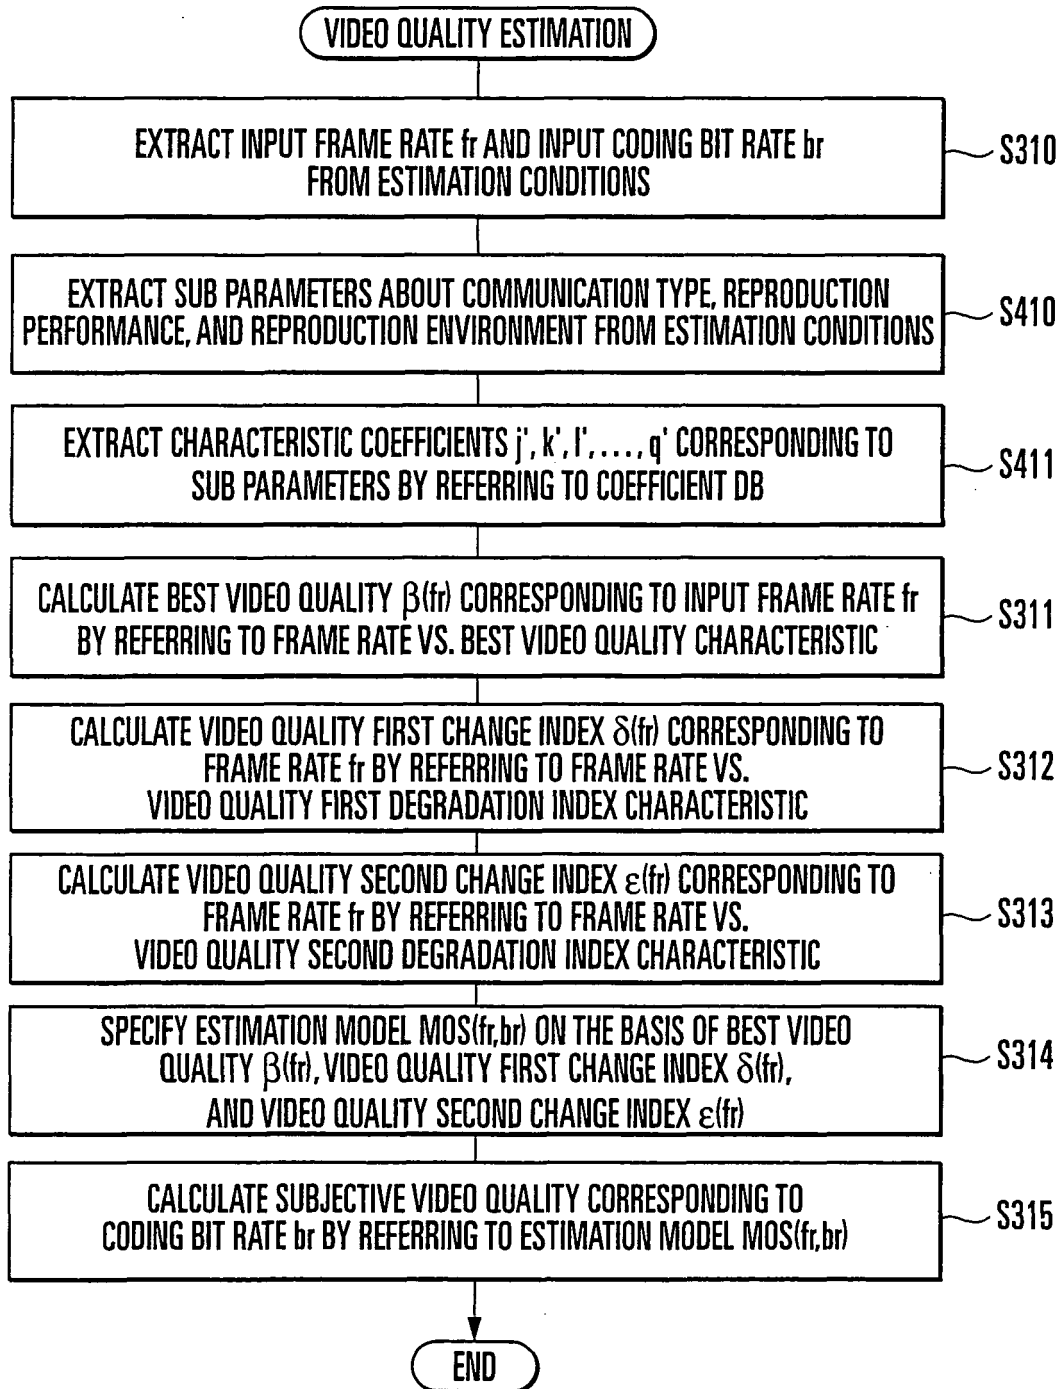 VIDEO QUALITY ESTIMATION
EXTRACT INPUT FRAME RATE fr AND INPUT CODING BIT RATE br
FROM ESTIMATION CONDITIONS
S310
EXTRACT SUB PARAMETERS ABOUT COMMUNICATION TYPE, REPRODUCTION
PERFORMANCE, AND REPRODUCTION ENVIRONMENT FROM ESTIMATION CONDITIONS
S410
EXTRACT CHARACTERISTIC COEFFICIENTS j', k', l', ..., q' CORRESPONDING TO
SUB PARAMETERS BY REFERRING TO COEFFICIENT DB
S411
CALCULATE BEST VIDEO QUALITY β(fr) CORRESPONDING TO INPUT FRAME RATE fr
BY REFERRING TO FRAME RATE VS. BEST VIDEO QUALITY CHARACTERISTIC
S311
CALCULATE VIDEO QUALITY FIRST CHANGE INDEX δ(fr) CORRESPONDING TO
FRAME RATE fr BY REFERRING TO FRAME RATE VS.
VIDEO QUALITY FIRST DEGRADATION INDEX CHARACTERISTIC
S312
CALCULATE VIDEO QUALITY SECOND CHANGE INDEX ε(fr) CORRESPONDING TO
FRAME RATE fr BY REFERRING TO FRAME RATE VS.
VIDEO QUALITY SECOND DEGRADATION INDEX CHARACTERISTIC
S313
SPECIFY ESTIMATION MODEL MOS(fr,br) ON THE BASIS OF BEST VIDEO
QUALITY β(fr), VIDEO QUALITY FIRST CHANGE INDEX δ(fr),
AND VIDEO QUALITY SECOND CHANGE INDEX ε(fr)
S314
CALCULATE SUBJECTIVE VIDEO QUALITY CORRESPONDING TO
CODING BIT RATE br BY REFERRING TO ESTIMATION MODEL MOS(fr,br)
S315
END